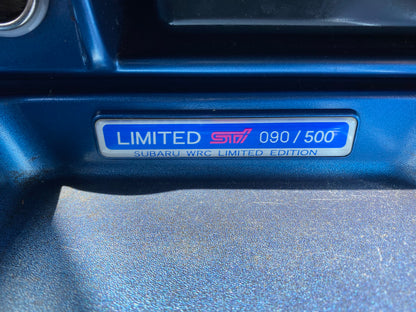 LIMITED STI 090/500
SUBARU WRC LIMITED EDITION